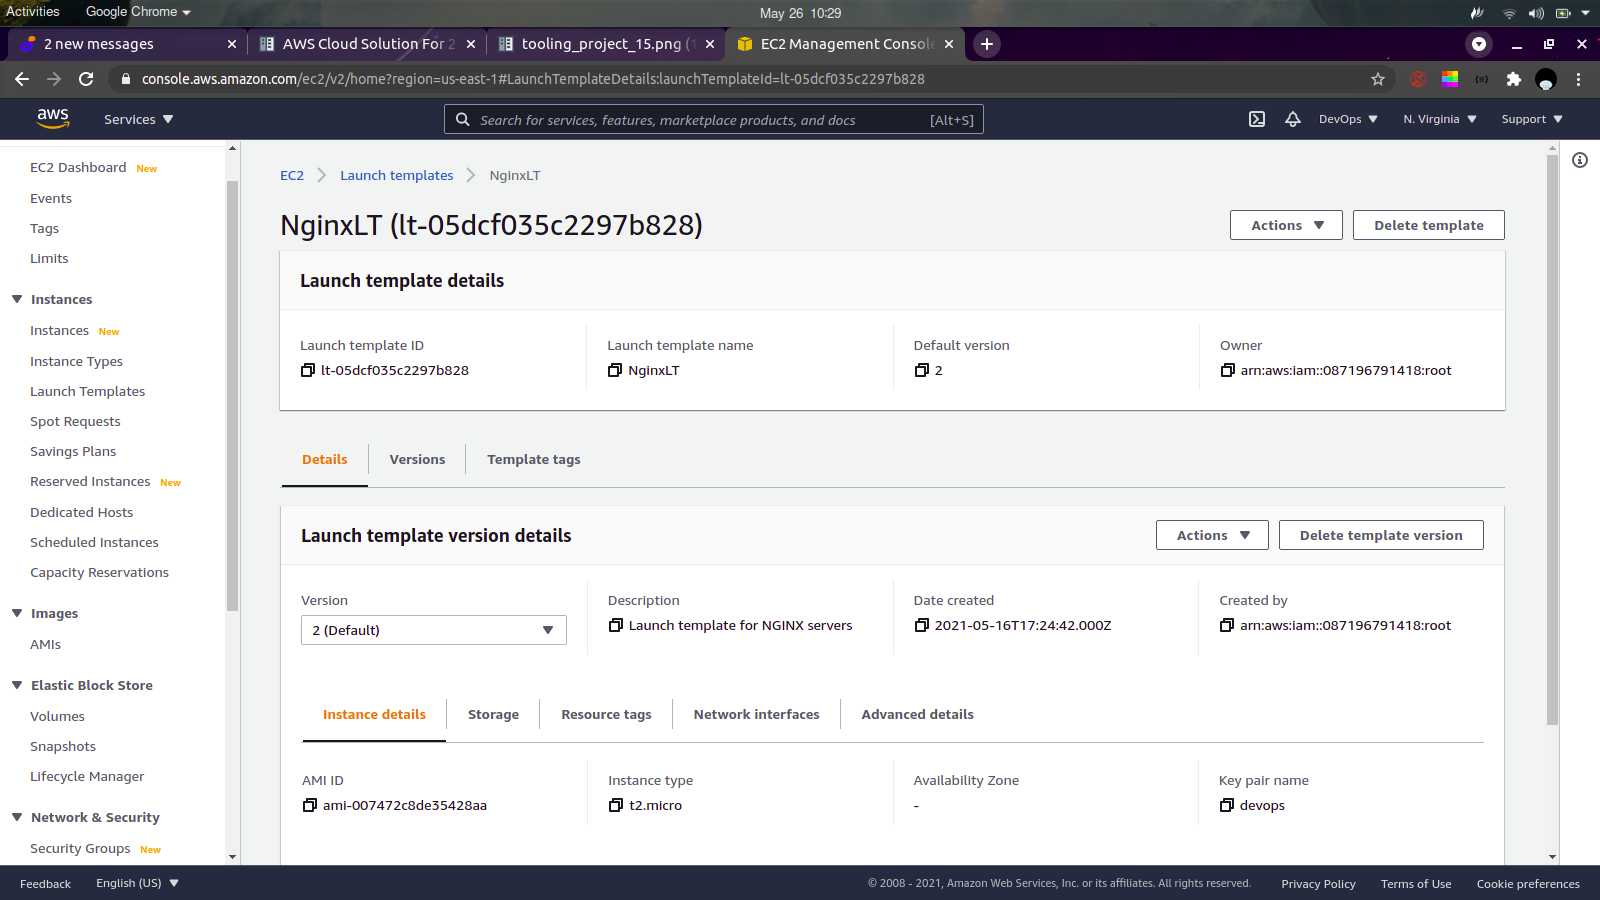 Activities Google Chrome May 26 10:29
2 new messages AWS Cloud Solution For 2 tooling_project_15.png (1 EC2 Management Console
console.aws.amazon.com/ec2/v2/home?region=us-east-1#LaunchTemplateDetails:launchTemplateId=lt-05dcf035c2297b828
aws Services Search for services, features, marketplace products, and docs [Alt+S] DevOps N. Virginia Support
EC2 Dashboard New
Events
Tags
Limits
Instances
Instances New
Instance Types
Launch Templates
Spot Requests
Savings Plans
Reserved Instances New
Dedicated Hosts
Scheduled Instances
Capacity Reservations
Images
AMIs
Elastic Block Store
Volumes
Snapshots
Lifecycle Manager
Network & Security
Security Groups New
EC2 Launch templates NginxLT
NginxLT (lt-05dcf035c2297b828) Actions Delete template
Launch template details
Launch template ID Launch template name Default version Owner
lt-05dcf035c2297b828 NginxLT 2 arn:aws:iam::087196791418:root
Details Versions Template tags
Launch template version details Actions Delete template version
Version Description Date created Created by
2 (Default) Launch template for NGINX servers 2021-05-16T17:24:42.000Z arn:aws:iam::087196791418:root
Instance details Storage Resource tags Network interfaces Advanced details
AMI ID Instance type Availability Zone Key pair name
ami-007472c8de35428aa t2.micro - devops
Feedback English (US) © 2008 - 2021, Amazon Web Services, Inc. or its affiliates. All rights reserved. Privacy Policy Terms of Use Cookie preferences